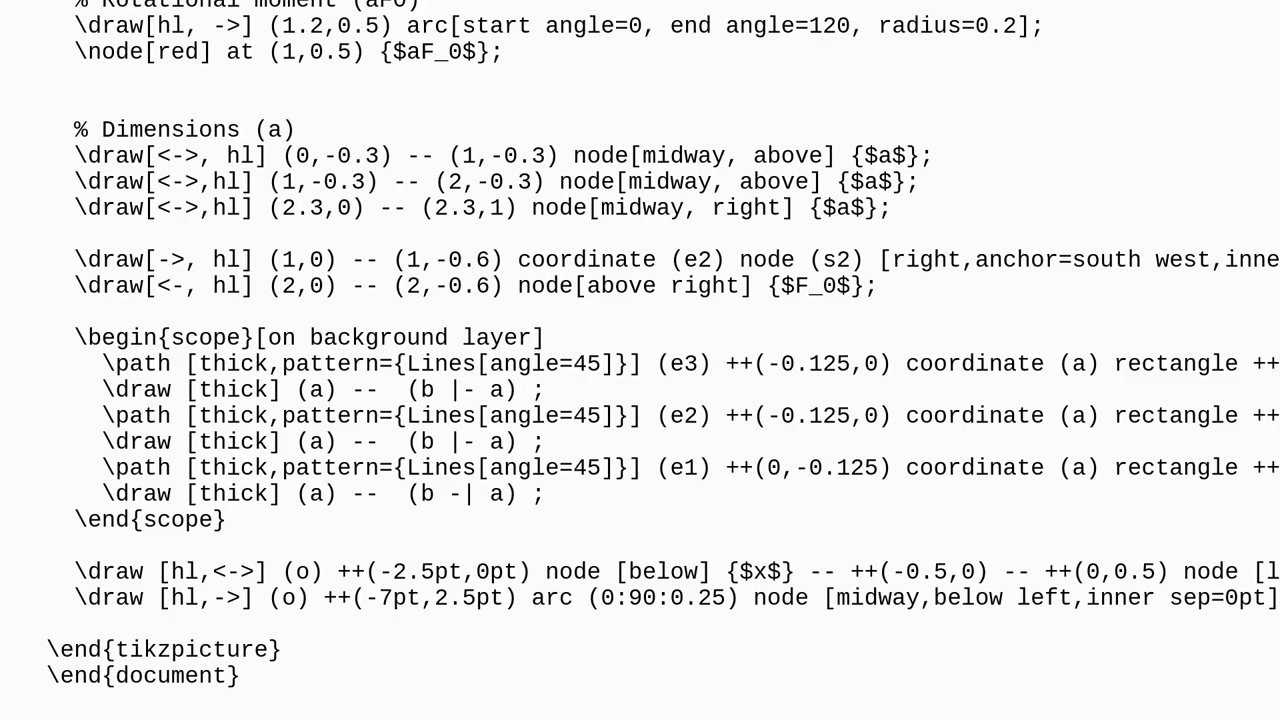 % Rotational moment (aF0)
\draw[hl, ->] (1.2,0.5) arc[start angle=0, end angle=120, radius=0.2];
\node[red] at (1,0.5) {$aF_0$};
% Dimensions (a)
\draw[<->, hl] (0,-0.3) -- (1,-0.3) node[midway, above] {$a$};
\draw[<->,hl] (1,-0.3) -- (2,-0.3) node[midway, above] {$a$};
\draw[<->,hl] (2.3,0) -- (2.3,1) node[midway, right] {$a$};
\draw[->, hl] (1,0) -- (1,-0.6) coordinate (e2) node (s2) [right,anchor=south west,inne
\draw[<-, hl] (2,0) -- (2,-0.6) node[above right] {$F_0$};
\begin{scope}[on background layer]
\path [thick,pattern={Lines[angle=45]}] (e3) ++(-0.125,0) coordinate (a) rectangle ++
\draw [thick] (a) --  (b |- a) ;
\path [thick,pattern={Lines[angle=45]}] (e2) ++(-0.125,0) coordinate (a) rectangle ++
\draw [thick] (a) --  (b |- a) ;
\path [thick,pattern={Lines[angle=45]}] (e1) ++(0,-0.125) coordinate (a) rectangle ++
\draw [thick] (a) --  (b -| a) ;
\end{scope}
\draw [hl,<->] (o) ++(-2.5pt,0pt) node [below] {$x$} -- ++(-0.5,0) -- ++(0,0.5) node [l
\draw [hl,->] (o) ++(-7pt,2.5pt) arc (0:90:0.25) node [midway,below left,inner sep=0pt]
\end{tikzpicture}
\end{document}